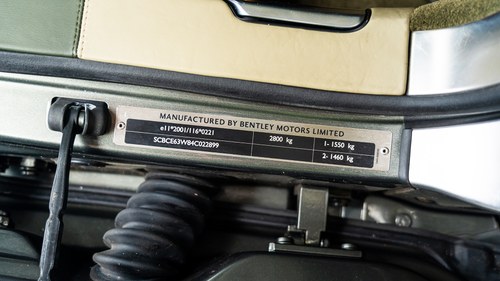 MANUFACTURED BY BENTLEY MOTORS LIMITED
e11*2001/116*0221 2800 kg 1- 1550 kg
SCBCE63W84C022899 2- 1460 kg